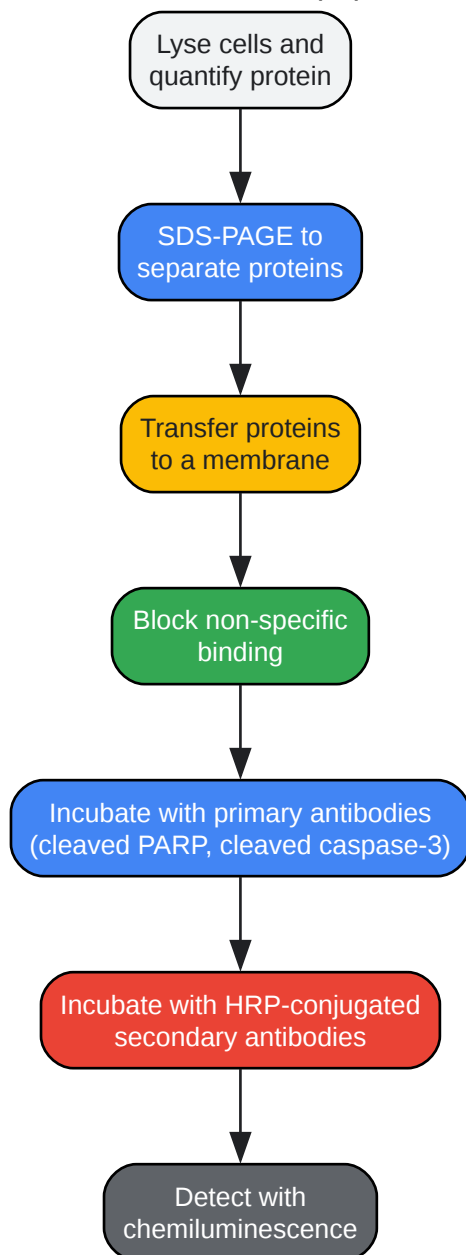 Lyse cells and
quantify protein
SDS-PAGE to
separate proteins
Transfer proteins
to a membrane
Block non-specific
binding
Incubate with primary antibodies
(cleaved PARP, cleaved caspase-3)
Incubate with HRP-conjugated
secondary antibodies
Detect with
chemiluminescence